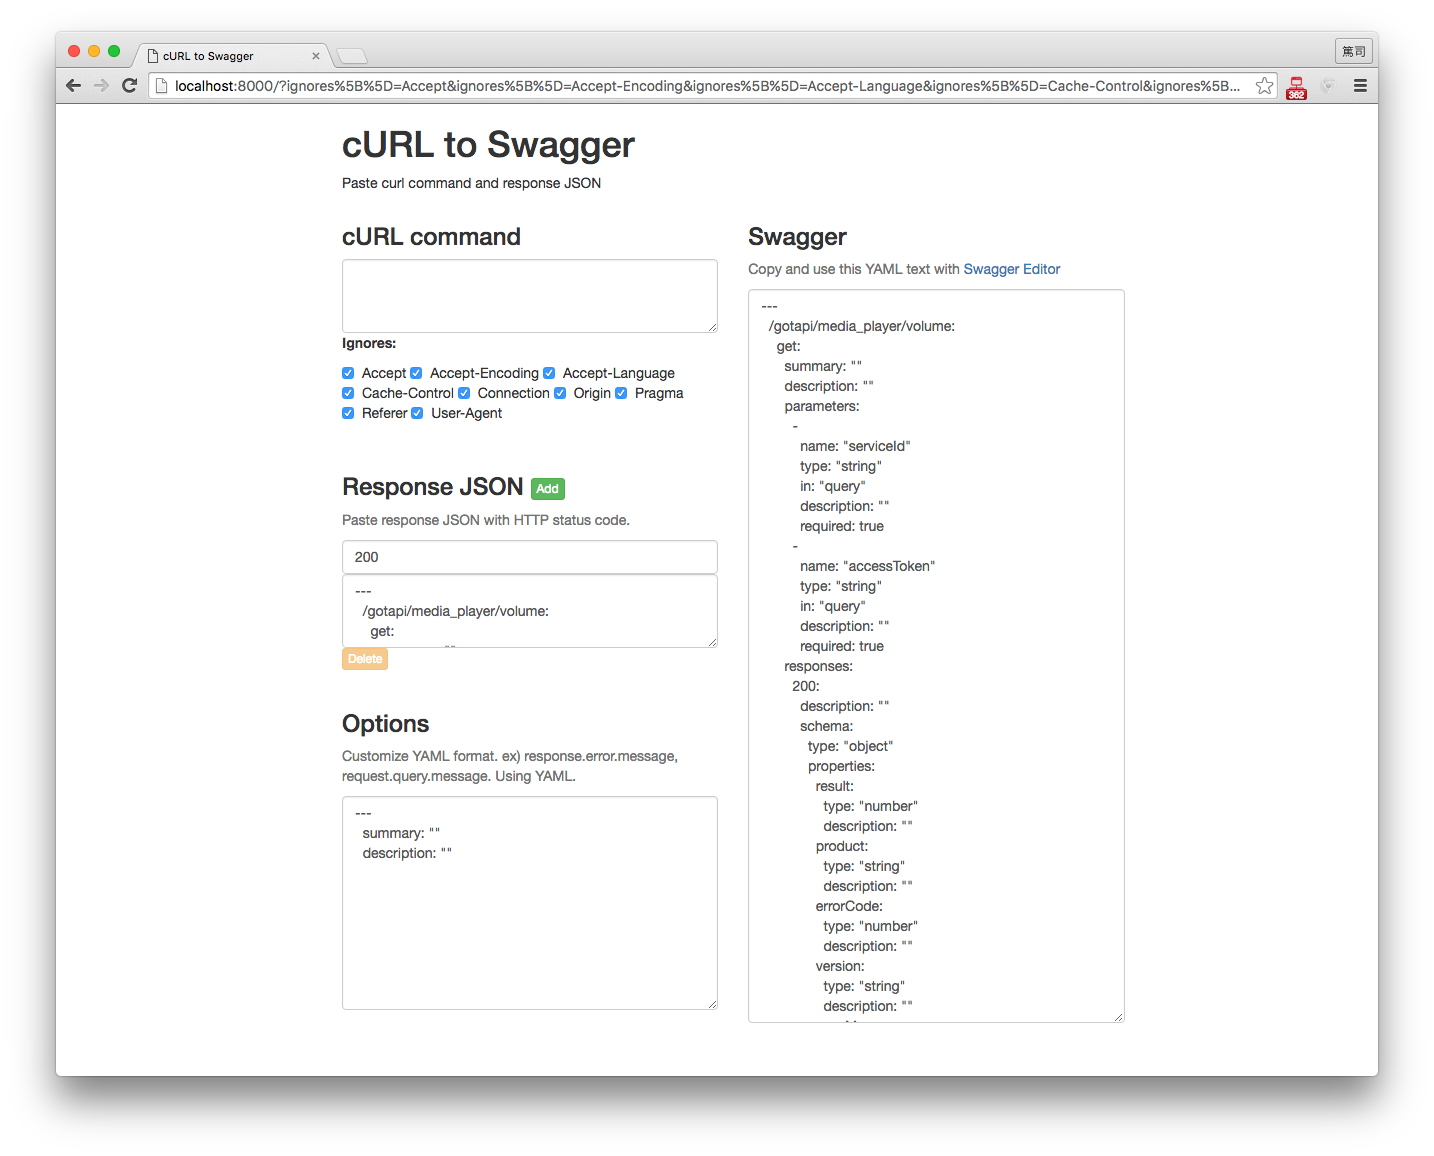 cURL to Swagger
篤司
localhost:8000/?ignores%5B%5D=Accept&ignores%5B%5D=Accept-Encoding&ignores%5B%5D=Accept-Language&ignores%5B%5D=Cache-Control&ignores%5B...
362
cURL to Swagger
Paste curl command and response JSON
cURL command
Ignores:
Accept Accept-Encoding Accept-Language
Cache-Control Connection Origin Pragma
Referer User-Agent
Response JSON Add
Paste response JSON with HTTP status code.
200
---
/gotapi/media_player/volume:
get:
Delete
Options
Customize YAML format. ex) response.error.message,
request.query.message. Using YAML.
---
summary: ""
description: ""
Swagger
Copy and use this YAML text with Swagger Editor
---
/gotapi/media_player/volume:
get:
summary: ""
description: ""
parameters:
-
name: "serviceId"
type: "string"
in: "query"
description: ""
required: true
-
name: "accessToken"
type: "string"
in: "query"
description: ""
required: true
responses:
200:
description: ""
schema:
type: "object"
properties:
result:
type: "number"
description: ""
product:
type: "string"
description: ""
errorCode:
type: "number"
description: ""
version:
type: "string"
description: ""